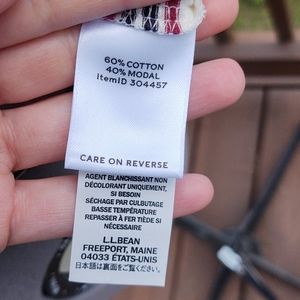 60% COTTON
40% MODAL
ItemID 304457
CARE ON REVERSE
AGENT BLANCHISSANT NON
DÉCOLORANT UNIQUEMENT,
SI BESOIN
SÉCHAGE PAR CULBUTAGE
BASSE TEMPÉRATURE
REPASSER À FER TIÈDE SI
NÉCESSAIRE
L.L.BEAN
FREEPORT, MAINE
04033 ÉTATS-UNIS
日本語は裏面をご覧ください